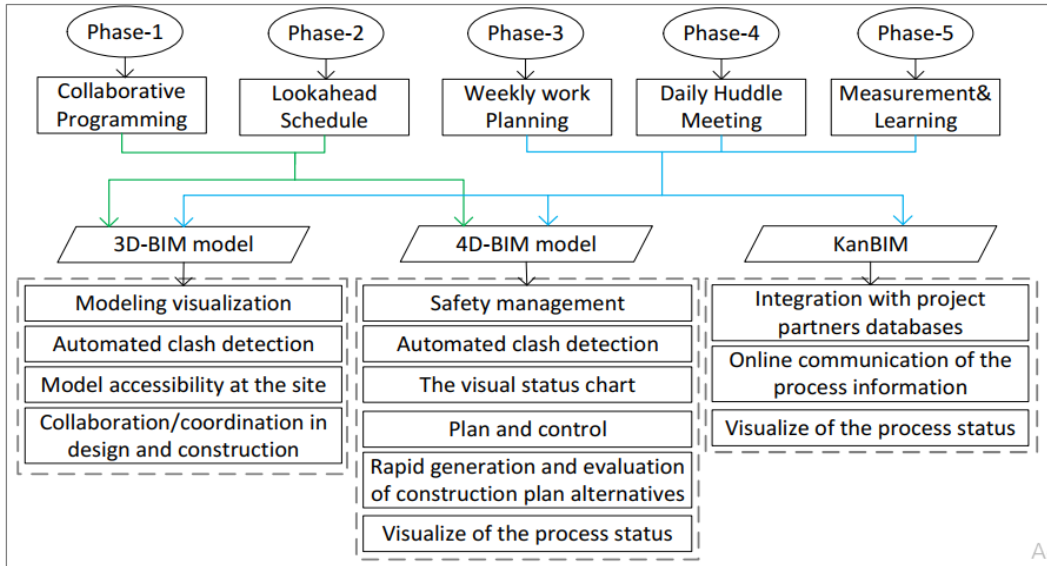 Phase-1
Phase-2
Phase-3
Phase-4
Phase-5
Collaborative
Programming
Lookahead
Schedule
Weekly work
Planning
Daily Huddle
Meeting
Measurement&
Learning
3D-BIM model
4D-BIM model
KanBIM
Modeling visualization
Automated clash detection
Model accessibility at the site
Collaboration/coordination in
design and construction
Safety management
Automated clash detection
The visual status chart
Plan and control
Rapid generation and evaluation
of construction plan alternatives
Visualize of the process status
Integration with project
partners databases
Online communication of the
process information
Visualize of the process status
A